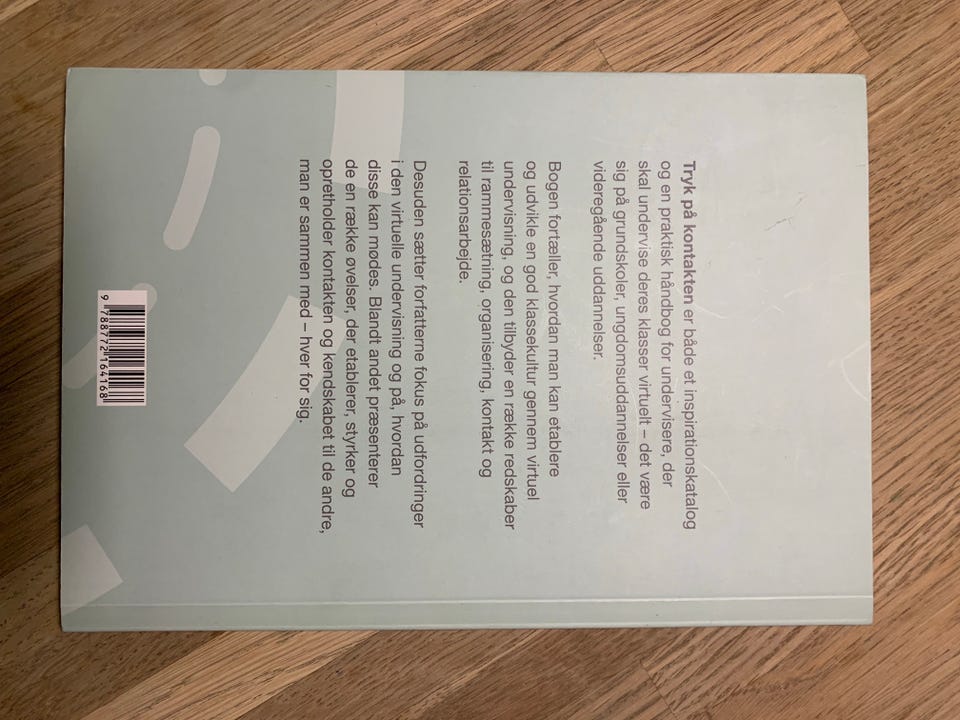 Tryk på kontakten er både et inspirationskatalog
og en praktisk håndbog for undervisere, der
skal undervise deres klasser virtuelt – det være
sig på grundskoler, ungdomsuddannelser eller
videregående uddannelser.
Bogen fortæller, hvordan man kan etablere
og udvikle en god klassekultur gennem virtuel
undervisning, og den tilbyder en række redskaber
til rammesætning, organisering, kontakt og
relationsarbejde.
Desuden sætter forfatterne fokus på udfordringer
i den virtuelle undervisning og på, hvordan
disse kan mødes. Blandt andet præsenterer
de en række øvelser, der etablerer, styrker og
opretholder kontakten og kendskabet til de andre,
man er sammen med – hver for sig.
9 788772 164168